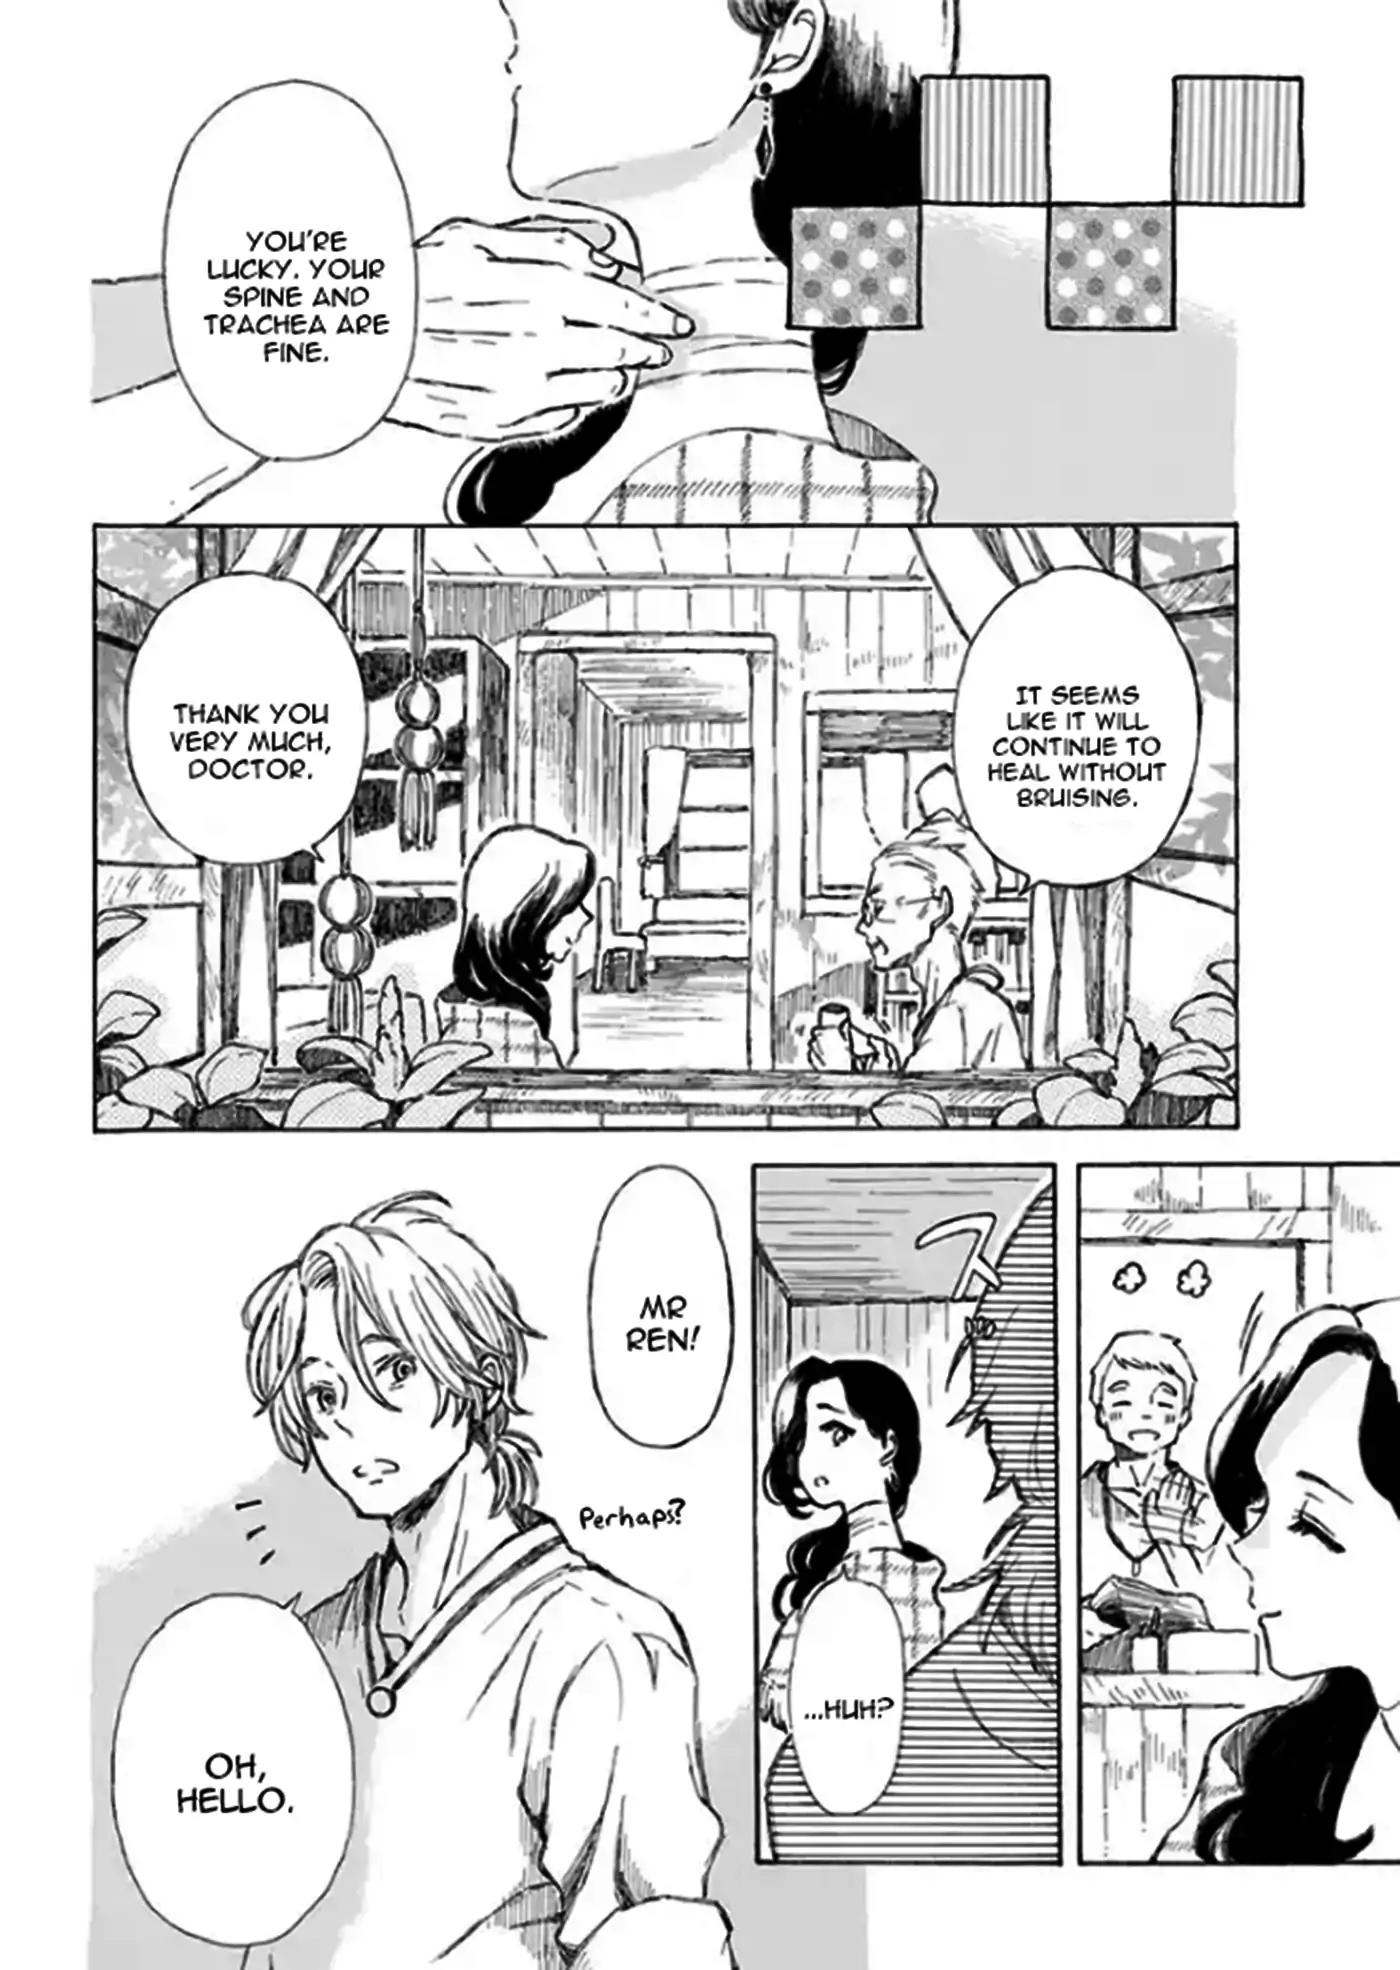 YOU'RE
LUCKY. YOUR
SPINE AND
TRACHEA ARE
FINE.
IT SEEMS
LIKE IT WILL
CONTINUE TO
HEAL WITHOUT
BRUISING.
THANK YOU
VERY MUCH,
DOCTOR.
ス
...HUH?
MR
REN!
Perhaps?
OH,
HELLO.